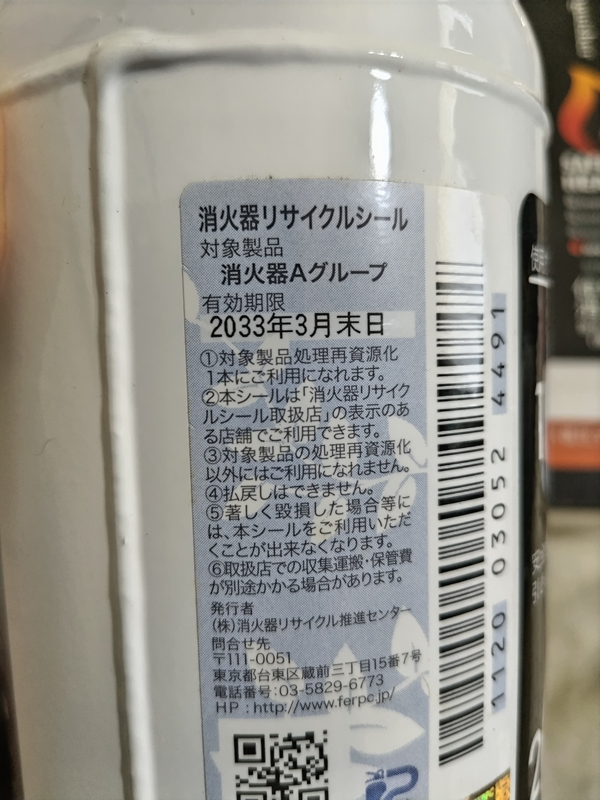 消火器リサイクルシール
対象製品
消火器Aグループ
有効期限
2033年3月末日
①対象製品処理再資源化
1本にご利用になれます。
②本シールは「消火器リサイク
ルシール取扱店」の表示のあ
る店舗でご利用できます。
③対象製品の処理再資源化
以外にはご利用になれません。
④払戻しはできません。
⑤著しく毀損した場合等に
は、本シールをご利用いただ
くことが出来なくなります。
⑥取扱店での収集運搬・保管費
が別途かかる場合があります。
発行者
(株)消火器リサイクル推進センター
問合せ先
〒111-0051
東京都台東区蔵前三丁目15番7号
電話番号:03-5829-6773
HP:http://www.ferpc.jp/
1120 03052 4491